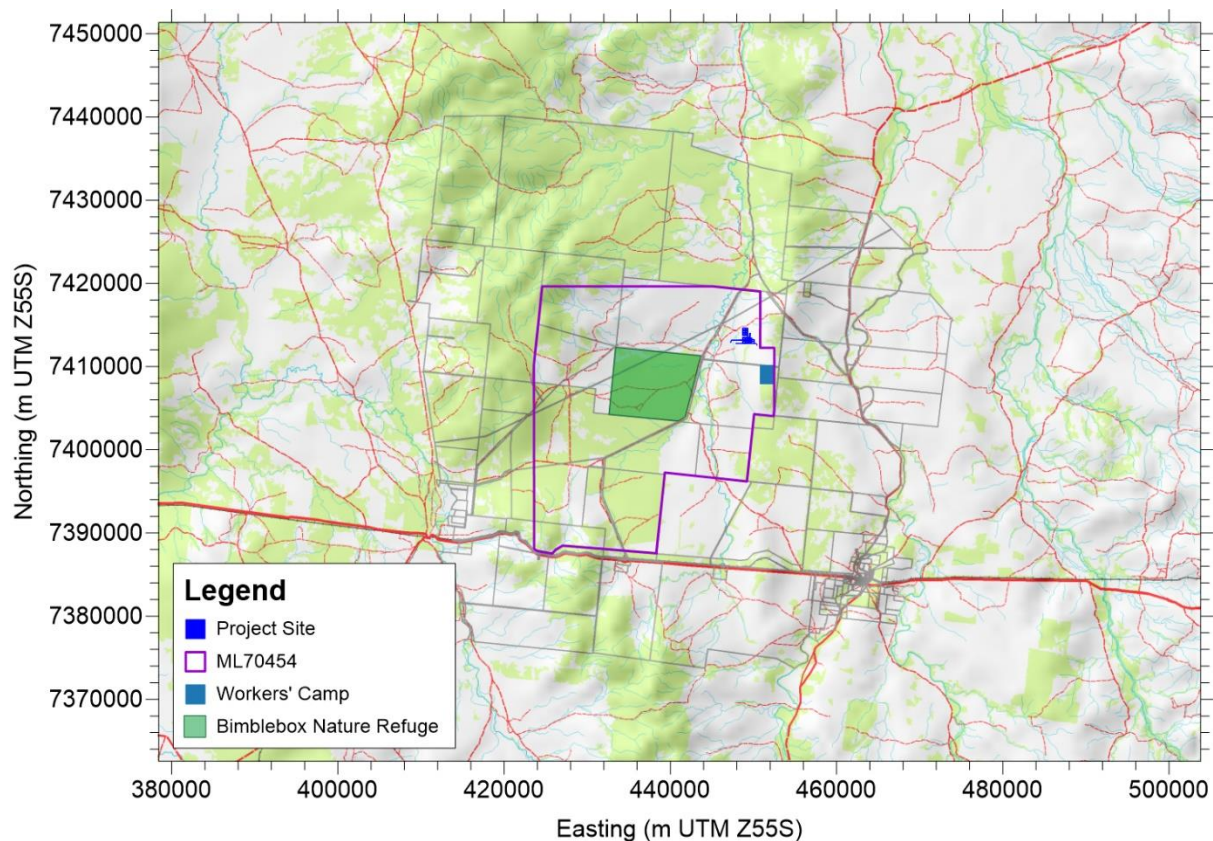 Northing (m UTM Z55S)
7450000
7440000
7430000
7420000
7410000
7400000
7390000
7380000
7370000
Legend
Project Site
ML70454
Workers' Camp
Bimblebox Nature Refuge
380000 400000 420000 440000 460000 480000 500000
Easting (m UTM Z55S)